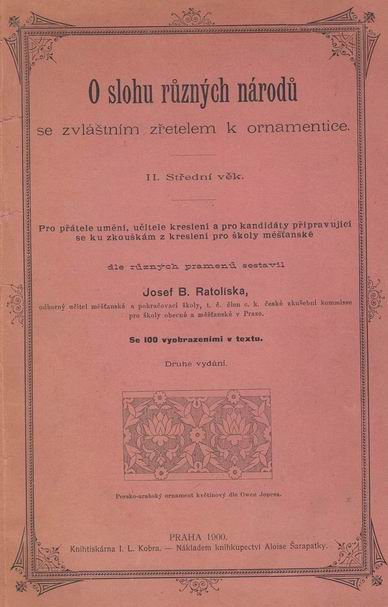 O slohu různých národů
se zvláštním zřetelem k ornamentice.
II. Střední věk.
Pro přátele umění, učitele kreslení a pro kandidáty připravující
se ku zkouškám z kreslení pro školy měšťanské
dle různých pramenů sestavil
Josef B. Ratolíska,
odborný učitel měšťanské a pokračovací školy, t. č. člen c. k. české zkušební komisse
pro školy obecné a měšťanské v Praze.
Se 100 vyobrazeními v textu.
Druhé vydání.
Persko-arabský ornament květinový dle Owen Jonesa.
PRAHA 1900.
Knihtiskárna I. L. Kobra. — Nákladem knihkupectví Aloise Šarapatky.